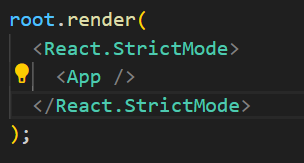 root.render(
  <React.StrictMode>
    <App />
  </React.StrictMode>
);